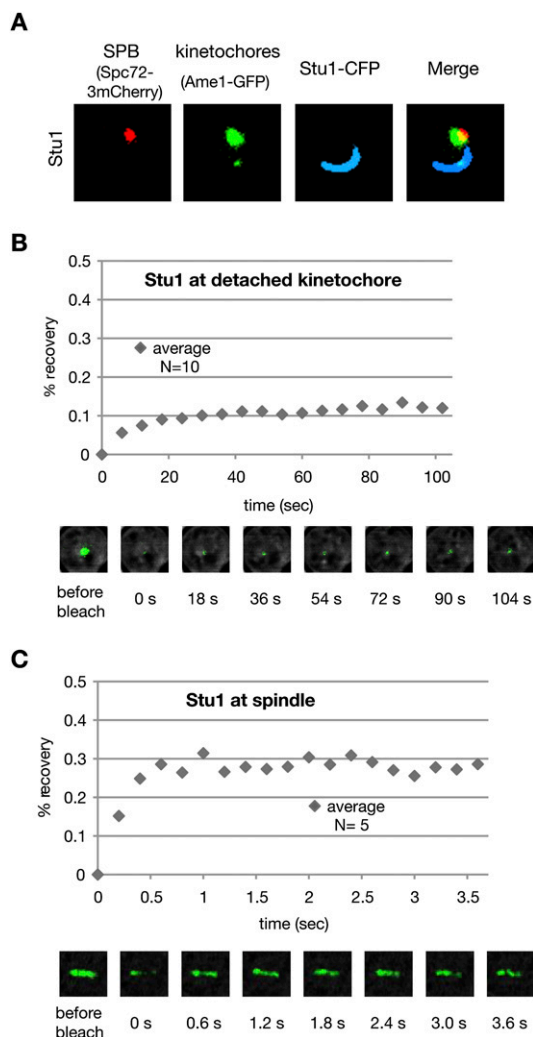 A
SPB
(Spc72-
3mCherry)
kinetochores
(Ame1-GFP)
Stu1-CFP
Merge
Stu1
B
Stu1 at detached kinetochore
0.5
0.4
0.3
0.2
0.1
0
% recovery
average
N=10
0 20 40 60 80 100
time (sec)
before
bleach
0 s 18 s 36 s 54 s 72 s 90 s 104 s
C
Stu1 at spindle
0.5
0.4
0.3
0.2
0.1
0
% recovery
average
N= 5
0 0.5 1 1.5 2 2.5 3 3.5
time (sec)
before
bleach
0 s 0.6 s 1.2 s 1.8 s 2.4 s 3.0 s 3.6 s